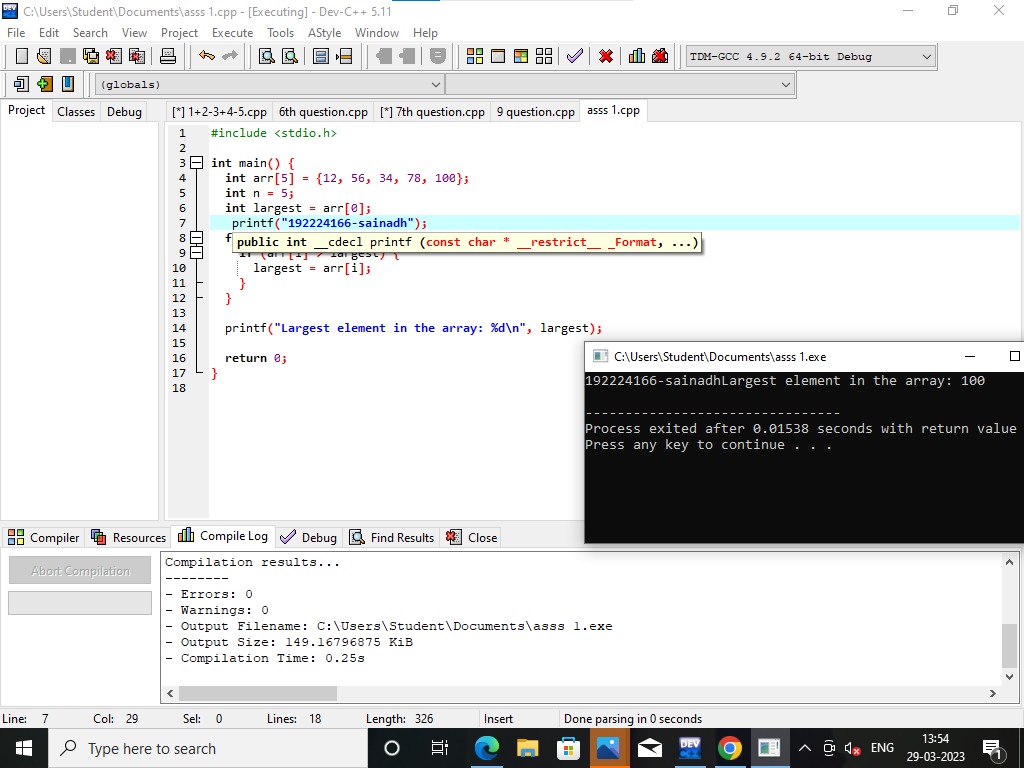 C:\Users\Student\Documents\asss 1.cpp - [Executing] - Dev-C++ 5.11
File Edit Search View Project Execute Tools AStyle Window Help
TDM-GCC 4.9.2 64-bit Debug
(globals)
Project Classes Debug
[*] 1+2-3+4-5.cpp 6th question.cpp [*] 7th question.cpp 9 question.cpp asss 1.cpp
1 #include <stdio.h>
2
3 int main() {
4 int arr[5] = {12, 56, 34, 78, 100};
5 int n = 5;
6 int largest = arr[0];
7 printf("192224166-sainadh");
8 f
public int __cdecl printf (const char * __restrict__ _Format, ...)
9 if (arr[i] > largest) {
10 largest = arr[i];
11 }
12 }
13
14 printf("Largest element in the array: %d\n", largest);
15
16 return 0;
17 }
18
C:\Users\Student\Documents\asss 1.exe
192224166-sainadhLargest element in the array: 100
--------------------------------
Process exited after 0.01538 seconds with return value
Press any key to continue . . .
Compiler Resources Compile Log Debug Find Results Close
Abort Compilation
Compilation results...
--------
- Errors: 0
- Warnings: 0
- Output Filename: C:\Users\Student\Documents\asss 1.exe
- Output Size: 149.16796875 KiB
- Compilation Time: 0.25s
Line: 7 Col: 29 Sel: 0 Lines: 18 Length: 326 Insert Done parsing in 0 seconds
Type here to search
DEV
ENG
13:54
29-03-2023
1